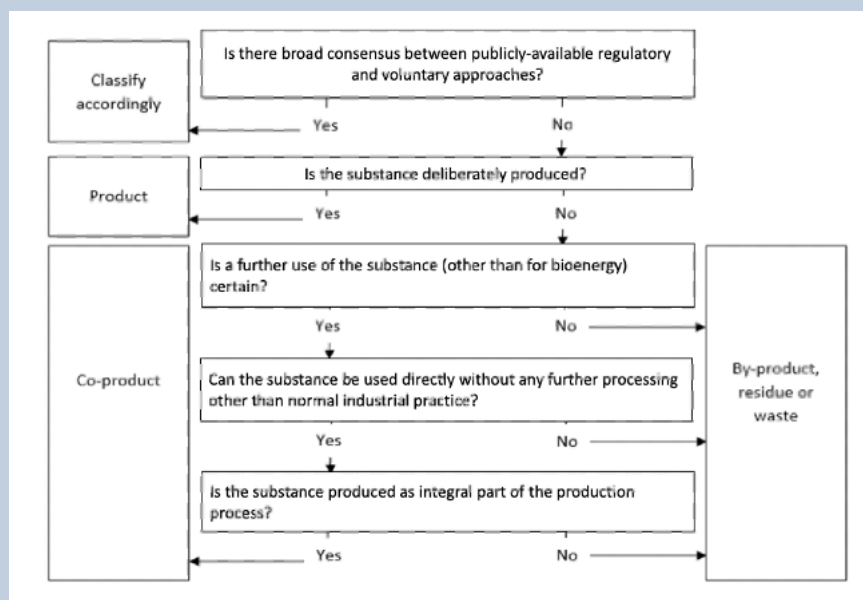 Is there broad consensus between publicly-available regulatory
and voluntary approaches?
Classify
accordingly
Yes
No
Is the substance deliberately produced?
Product
Yes
No
Is a further use of the substance (other than for bioenergy)
certain?
Yes
No
Co-product
By-product,
residue or
waste
Can the substance be used directly without any further processing
other than normal industrial practice?
Yes
No
Is the substance produced as integral part of the production
process?
Yes
No